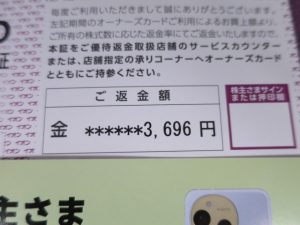 毎度ご利用いただきまして誠にありがとうございます。
左記期間のオーナーズカードご利用によるお買上額より、
ご所有の株式数に応じた返金率にてご返金いたしますので、
本証をご優待返金取扱店舗のサービスカウンター
または、店舗指定の承りコーナーへオーナーズカード
とともにご持参ください。
証
ご返金額
株主さまサイン
または押印欄
金 ******3,696 円
イオン
主さま